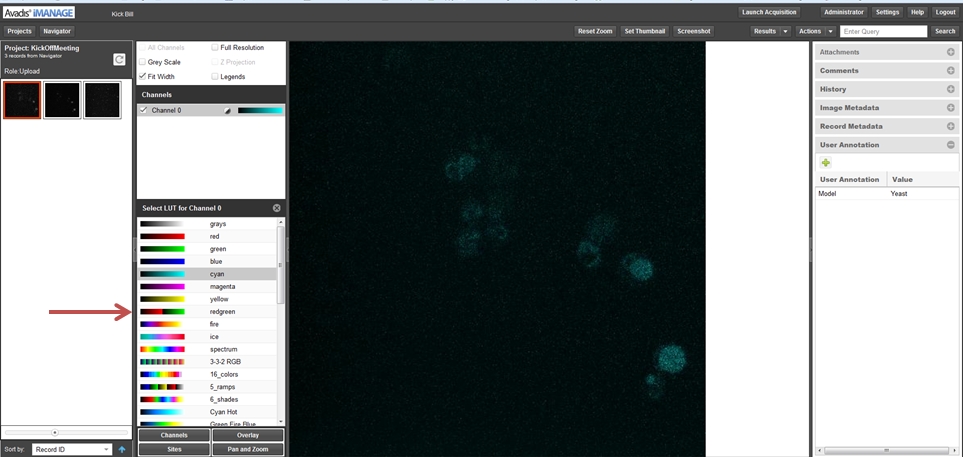 Avadis® iMANAGE
Kick Bill
Launch Acquisition
Administrator
Settings
Help
Logout
Projects
Navigator
Reset Zoom
Set Thumbnail
Screenshot
Results
Actions
Enter Query
Search
Project: KickOffMeeting
3 records from Navigator
Role:Upload
Sort by:
Record ID
All Channels
Full Resolution
Grey Scale
Z Projection
Fit Width
Legends
Channels
Channel 0
Select LUT for Channel 0
grays
red
green
blue
cyan
magenta
yellow
redgreen
fire
ice
spectrum
3-3-2 RGB
16_colors
5_ramps
6_shades
Cyan Hot
Green Fire Blue
Channels
Overlay
Sites
Pan and Zoom
Attachments
Comments
History
Image Metadata
Record Metadata
User Annotation
User Annotation Value
Model Yeast